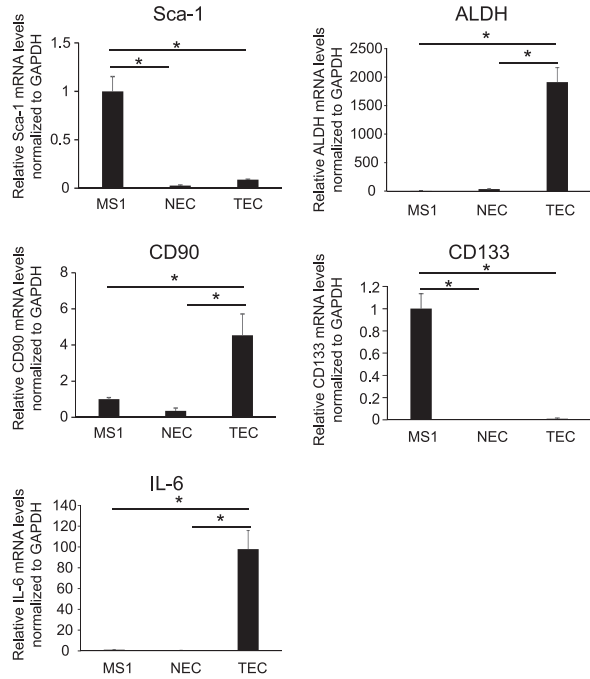 Sca-1
Relative Sca-1 mRNA levels
normalized to GAPDH
1.5
1
0.5
0
*
*
MS1 NEC TEC
ALDH
Relative ALDH mRNA levels
normalized to GAPDH
2500
2000
1500
1000
500
0
*
*
MS1 NEC TEC
CD90
Relative CD90 mRNA levels
normalized to GAPDH
8
6
4
2
0
*
*
MS1 NEC TEC
CD133
Relative CD133 mRNA levels
normalized to GAPDH
1.2
1
0.8
0.6
0.4
0.2
0
*
*
MS1 NEC TEC
IL-6
Relative IL-6 mRNA levels
normalized to GAPDH
140
120
100
80
60
40
20
0
*
*
MS1 NEC TEC